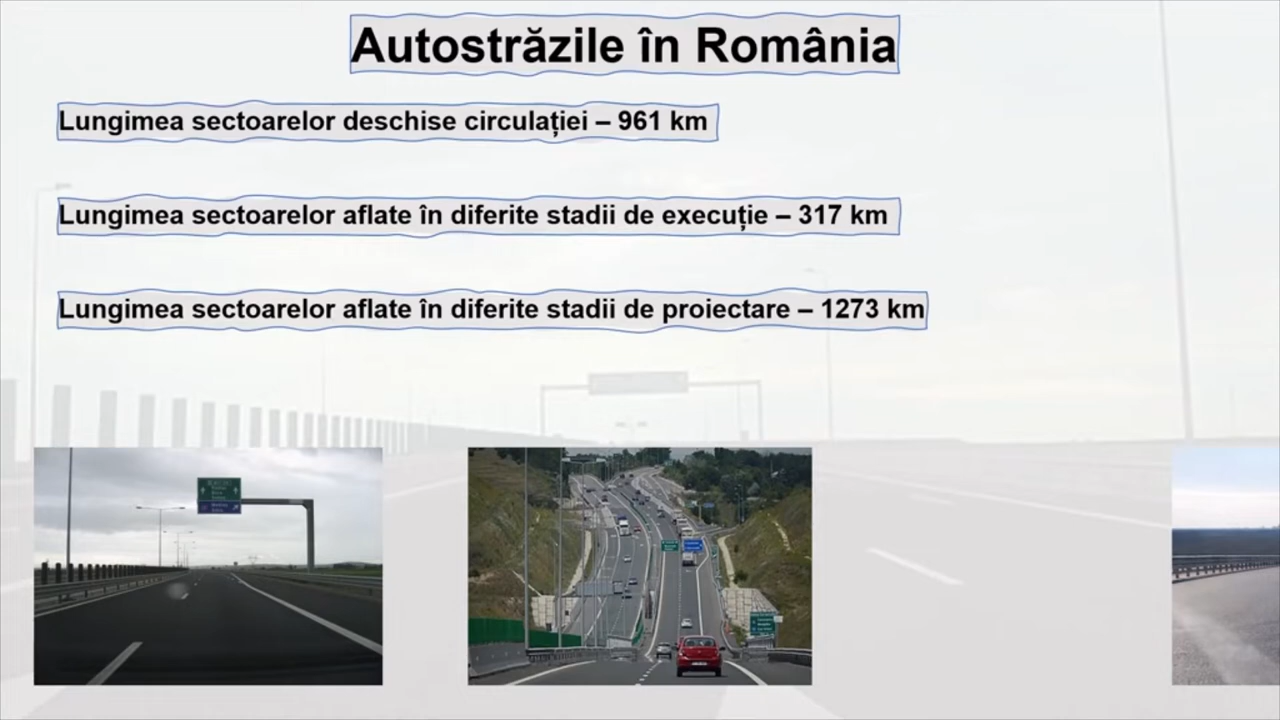 Autostrăzile în România
Lungimea sectoarelor deschise circulației – 961 km
Lungimea sectoarelor aflate în diferite stadii de execuție – 317 km
Lungimea sectoarelor aflate în diferite stadii de proiectare – 1273 km